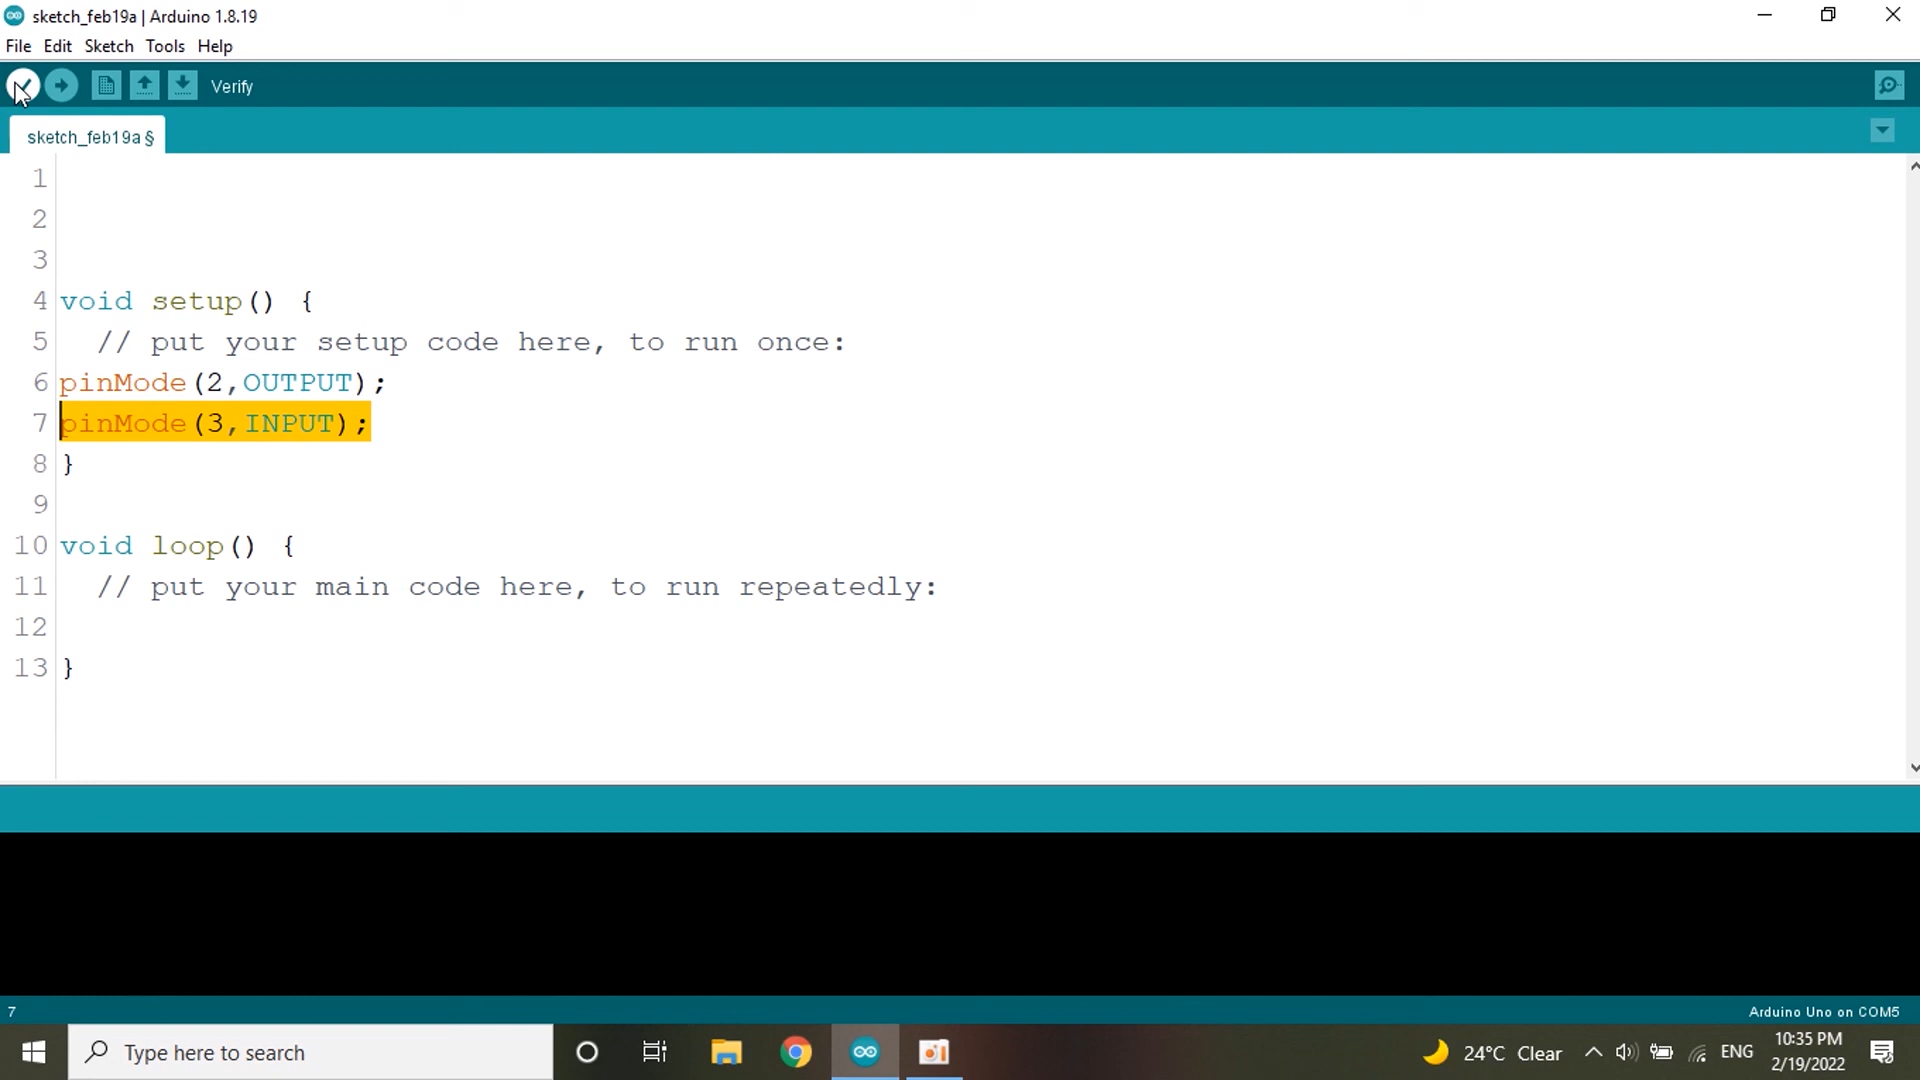 sketch_feb19a | Arduino 1.8.19
File Edit Sketch Tools Help
Verify
sketch_feb19a §
1
2
3
4 void setup() {
5 // put your setup code here, to run once:
6 pinMode(2,OUTPUT);
7 pinMode(3,INPUT);
8 }
9
10 void loop() {
11 // put your main code here, to run repeatedly:
12
13 }
7 Arduino Uno on COM5
Type here to search 24°C Clear ENG 10:35 PM
2/19/2022